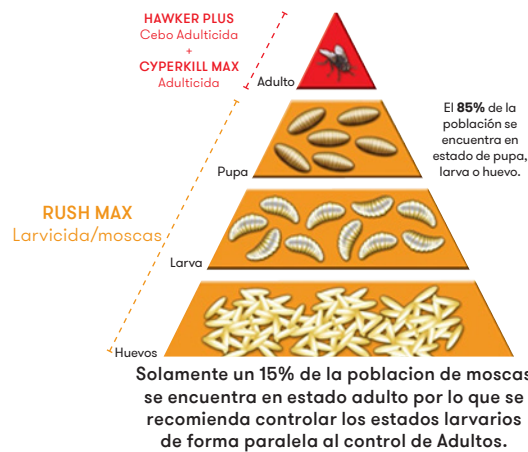 HAWKER PLUS
Cebo Adulticida
+
CYPERKILL MAX
Adulticida
Adulto
El 85% de la
población se
encuentra en
estado de pupa,
larva o huevo.
Pupa
RUSH MAX
Larvicida/moscas
Larva
Huevos
Solamente un 15% de la poblacion de moscas
se encuentra en estado adulto por lo que se
recomienda controlar los estados larvarios
de forma paralela al control de Adultos.